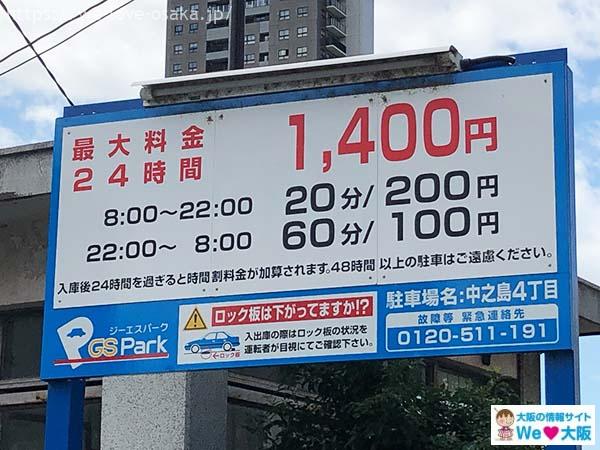 最大料金
24時間
1,400円
8:00～22:00 20分/200円
22:00～ 8:00 60分/100円
入庫後24時間を過ぎると時間割料金が加算されます。48時間以上の駐車はご遠慮ください。
ジーエスパーク
GS Park
ロック板は下がってますか!?
入出庫の際はロック板の状況を
運転者が目視にてご確認下さい。
ロック板
駐車場名:中之島4丁目
故障等 緊急連絡先
0120-511-191
大阪の情報サイト
We♥大阪